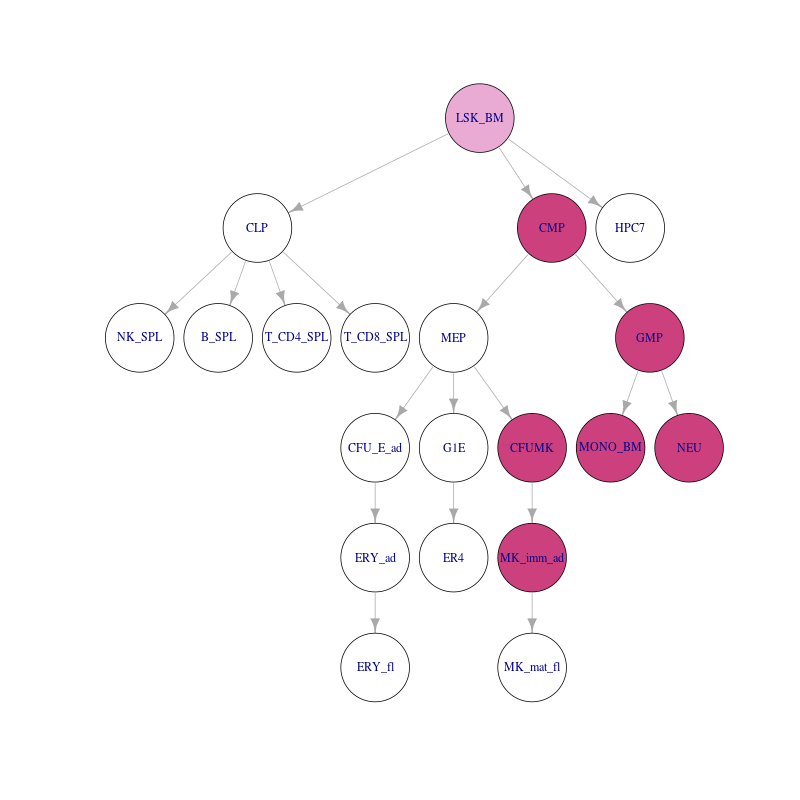 LSK_BM
CLP
CMP
HPC7
NK_SPL
B_SPL
T_CD4_SPL
T_CD8_SPL
MEP
GMP
CFU_E_ad
G1E
CFUMK
MONO_BM
NEU
ERY_ad
ER4
MK_imm_ad
ERY_fl
MK_mat_fl